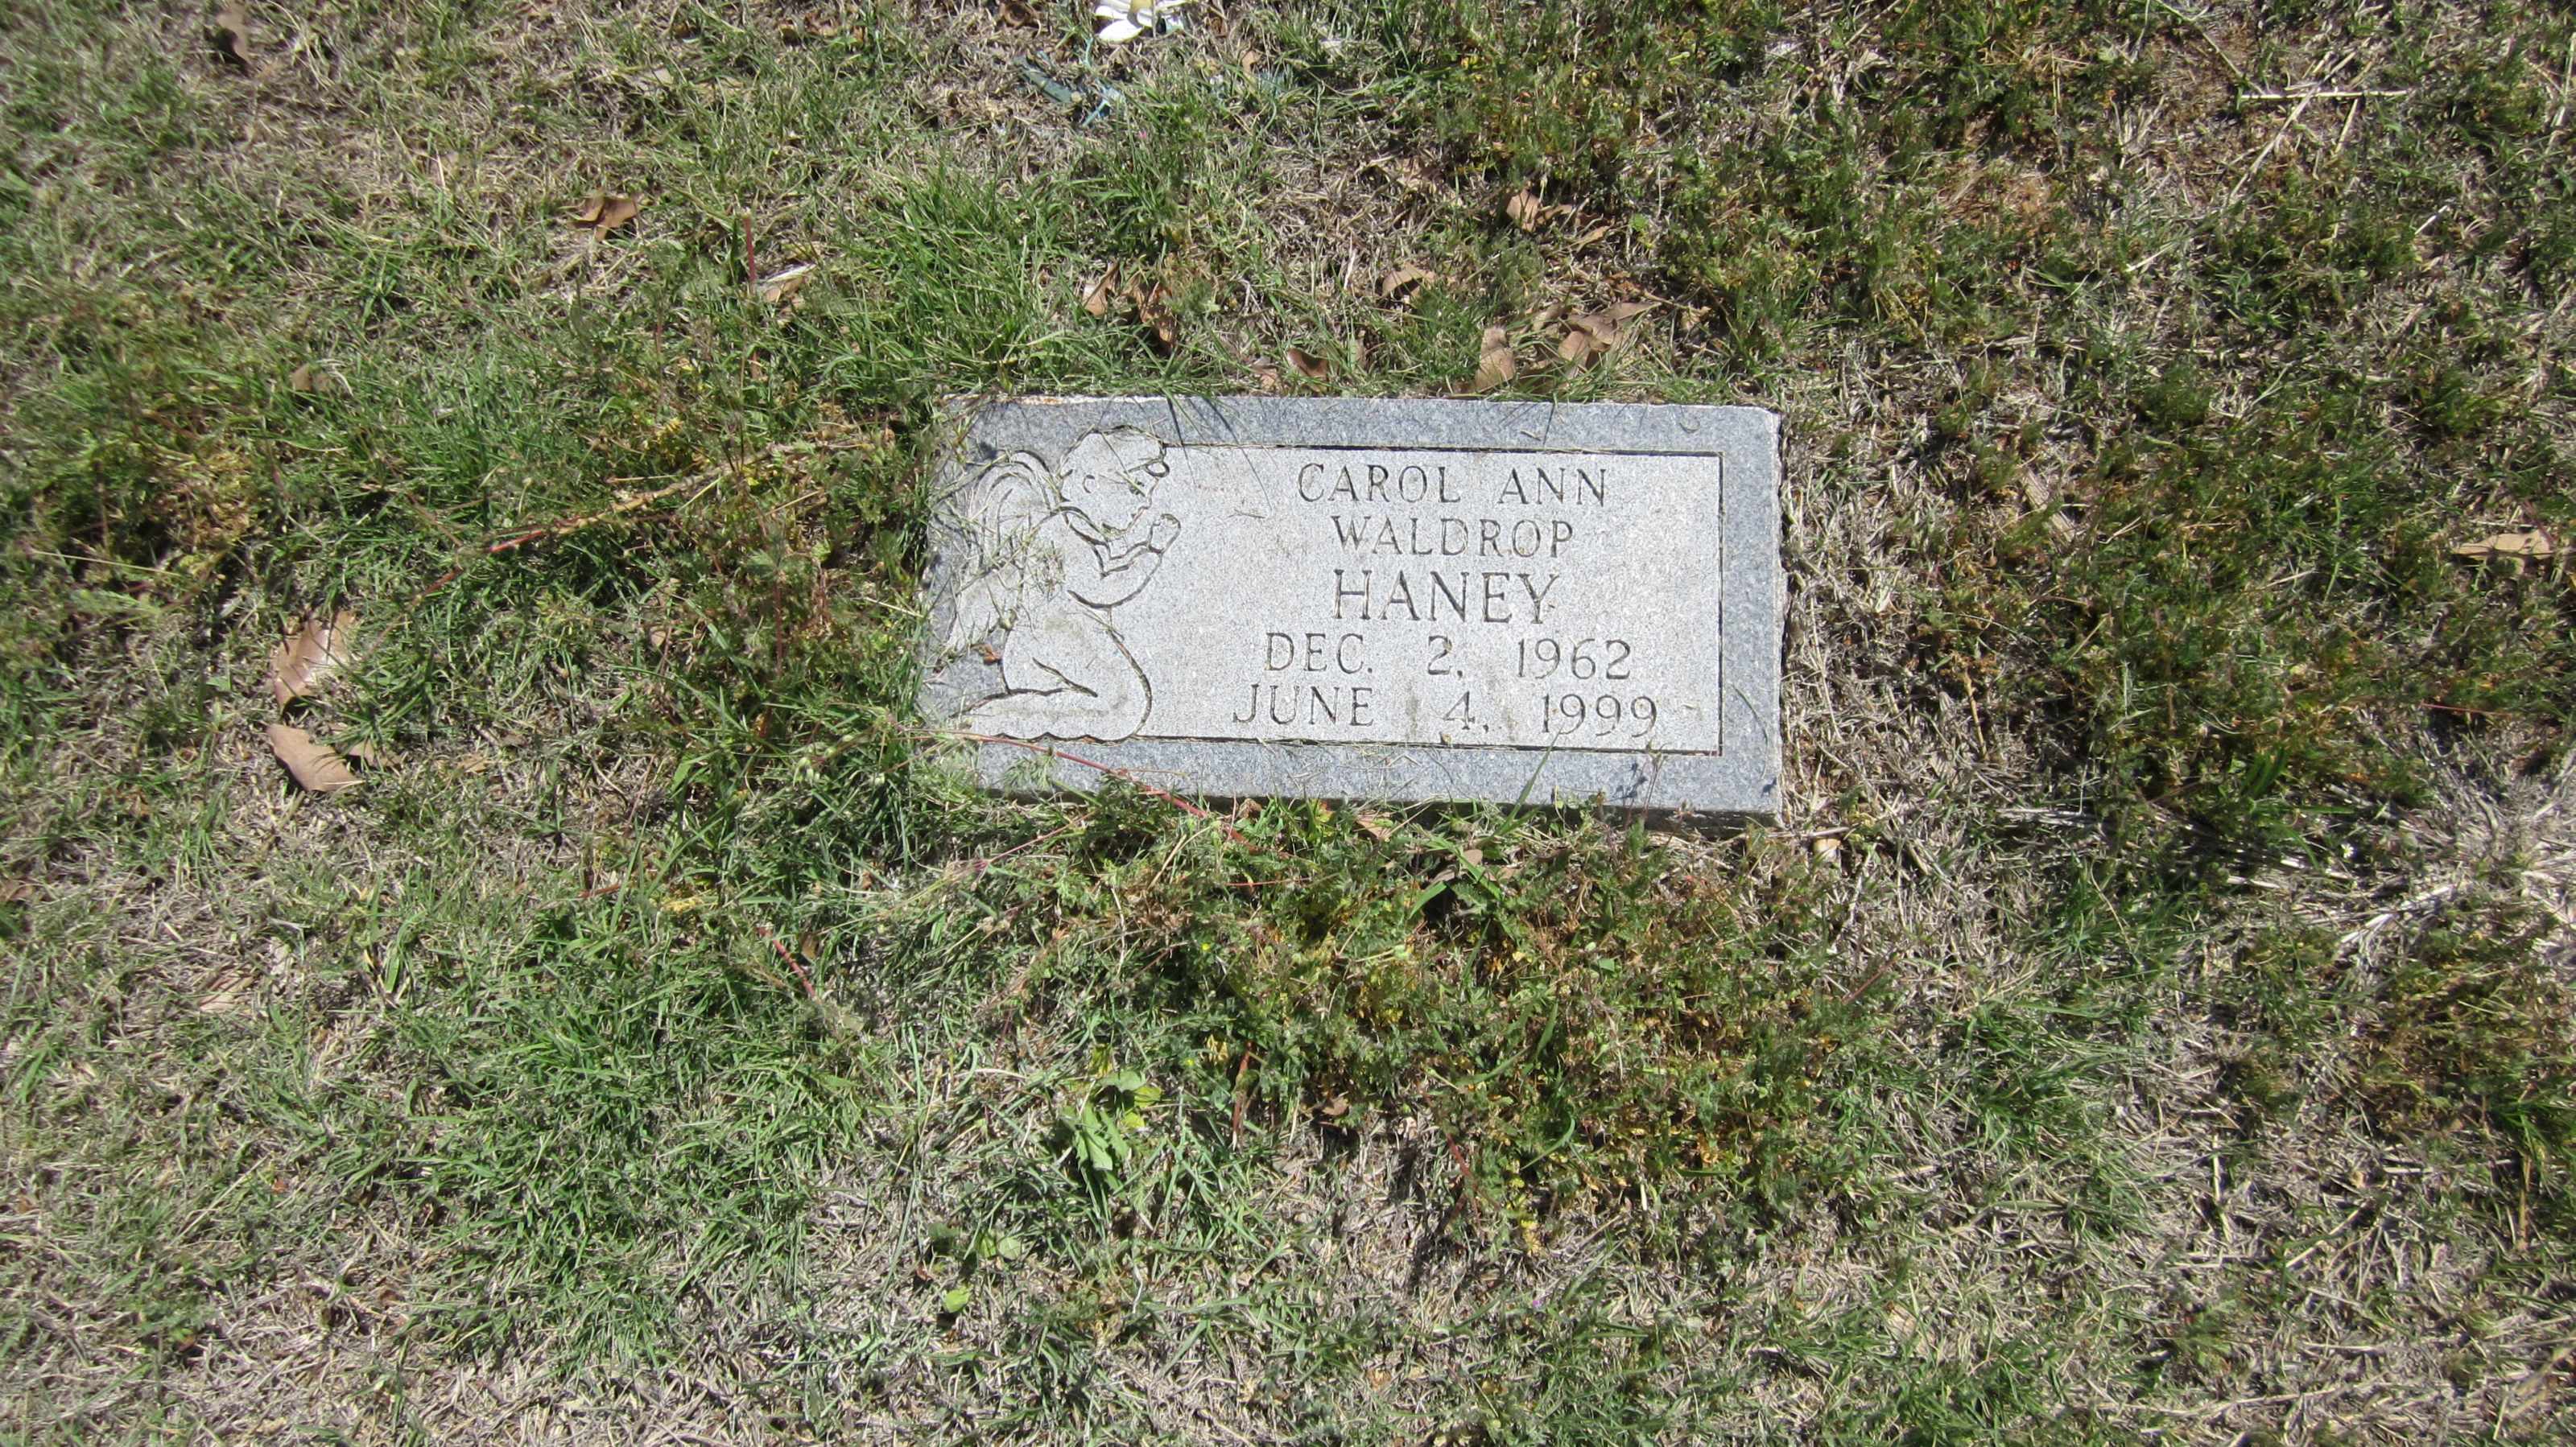 CAROL ANN
WALDROP
HANEY
DEC. 2, 1962
JUNE 4, 1999